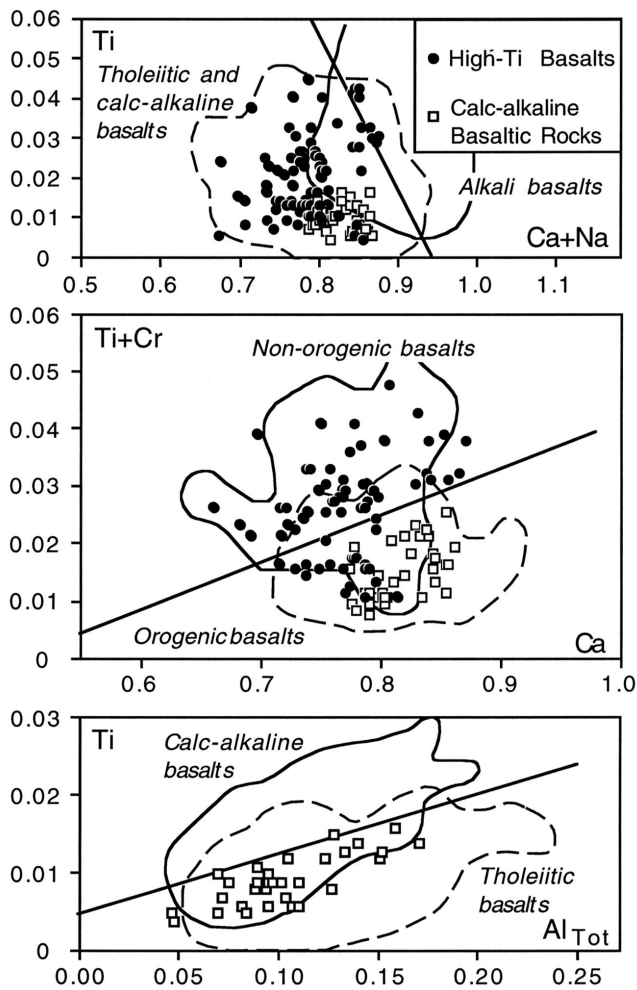 0.06
Ti
0.05
0.04
0.03
0.02
0.01
0
Tholeiitic and
calc-alkaline
basalts
High-Ti Basalts
Calc-alkaline
Basaltic Rocks
Alkali basalts
Ca+Na
0.5 0.6 0.7 0.8 0.9 1.0 1.1
0.06
Ti+Cr
0.05
0.04
0.03
0.02
0.01
0
Non-orogenic basalts
Orogenic basalts
Ca
0.6 0.7 0.8 0.9 1.0
0.03
Ti
0.02
0.01
0
Calc-alkaline
basalts
Tholeiitic
basalts
Al Tot
0.00 0.05 0.10 0.15 0.20 0.25